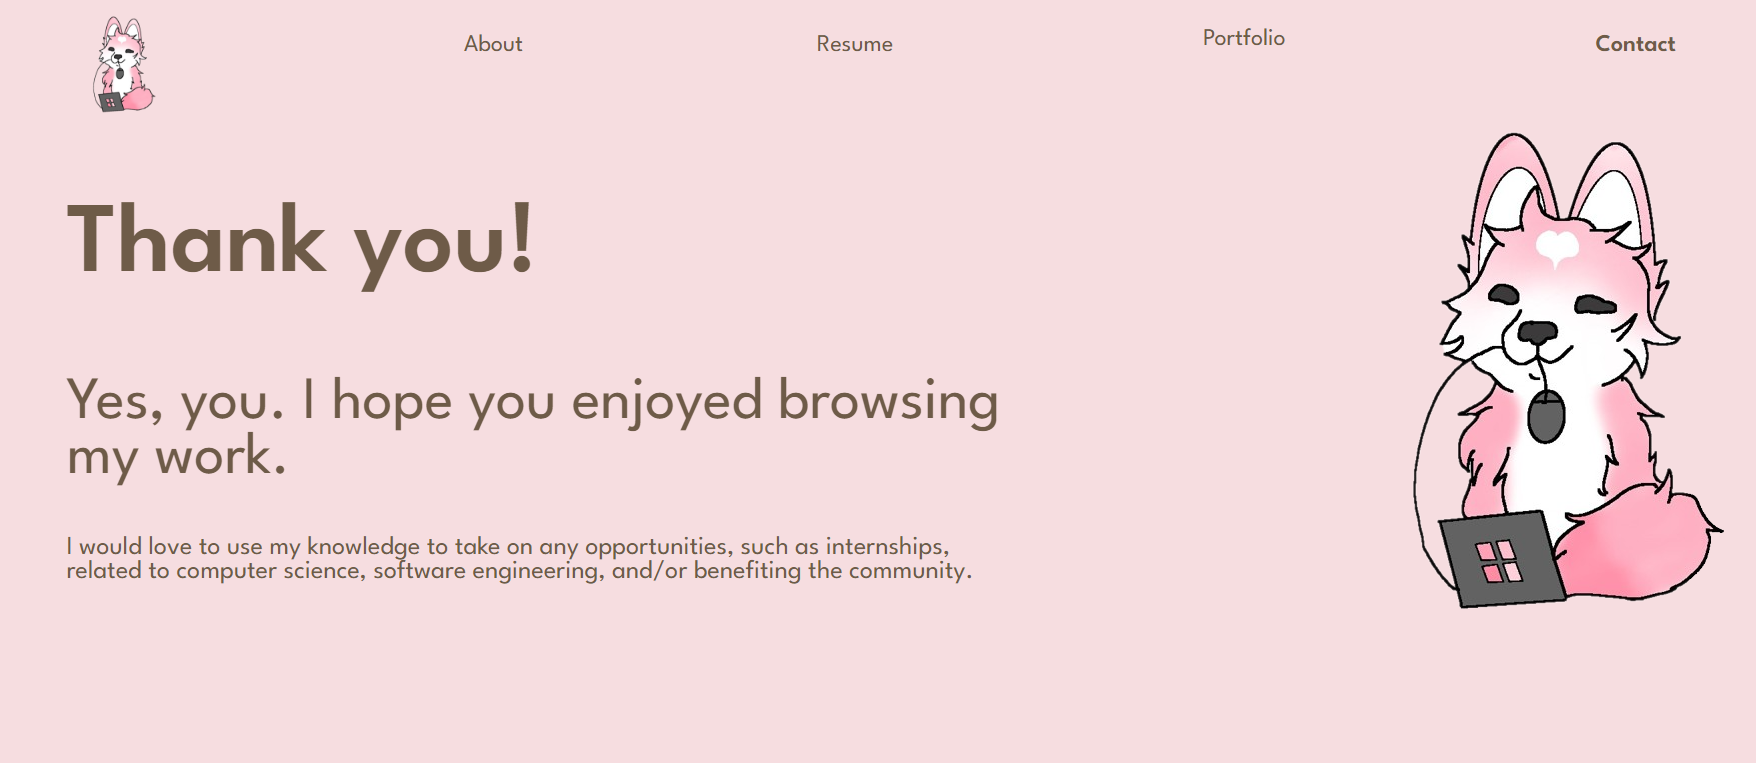 About
Resume
Portfolio
Contact
Thank you!
Yes, you. I hope you enjoyed browsing
my work.
I would love to use my knowledge to take on any opportunities, such as internships,
related to computer science, software engineering, and/or benefiting the community.